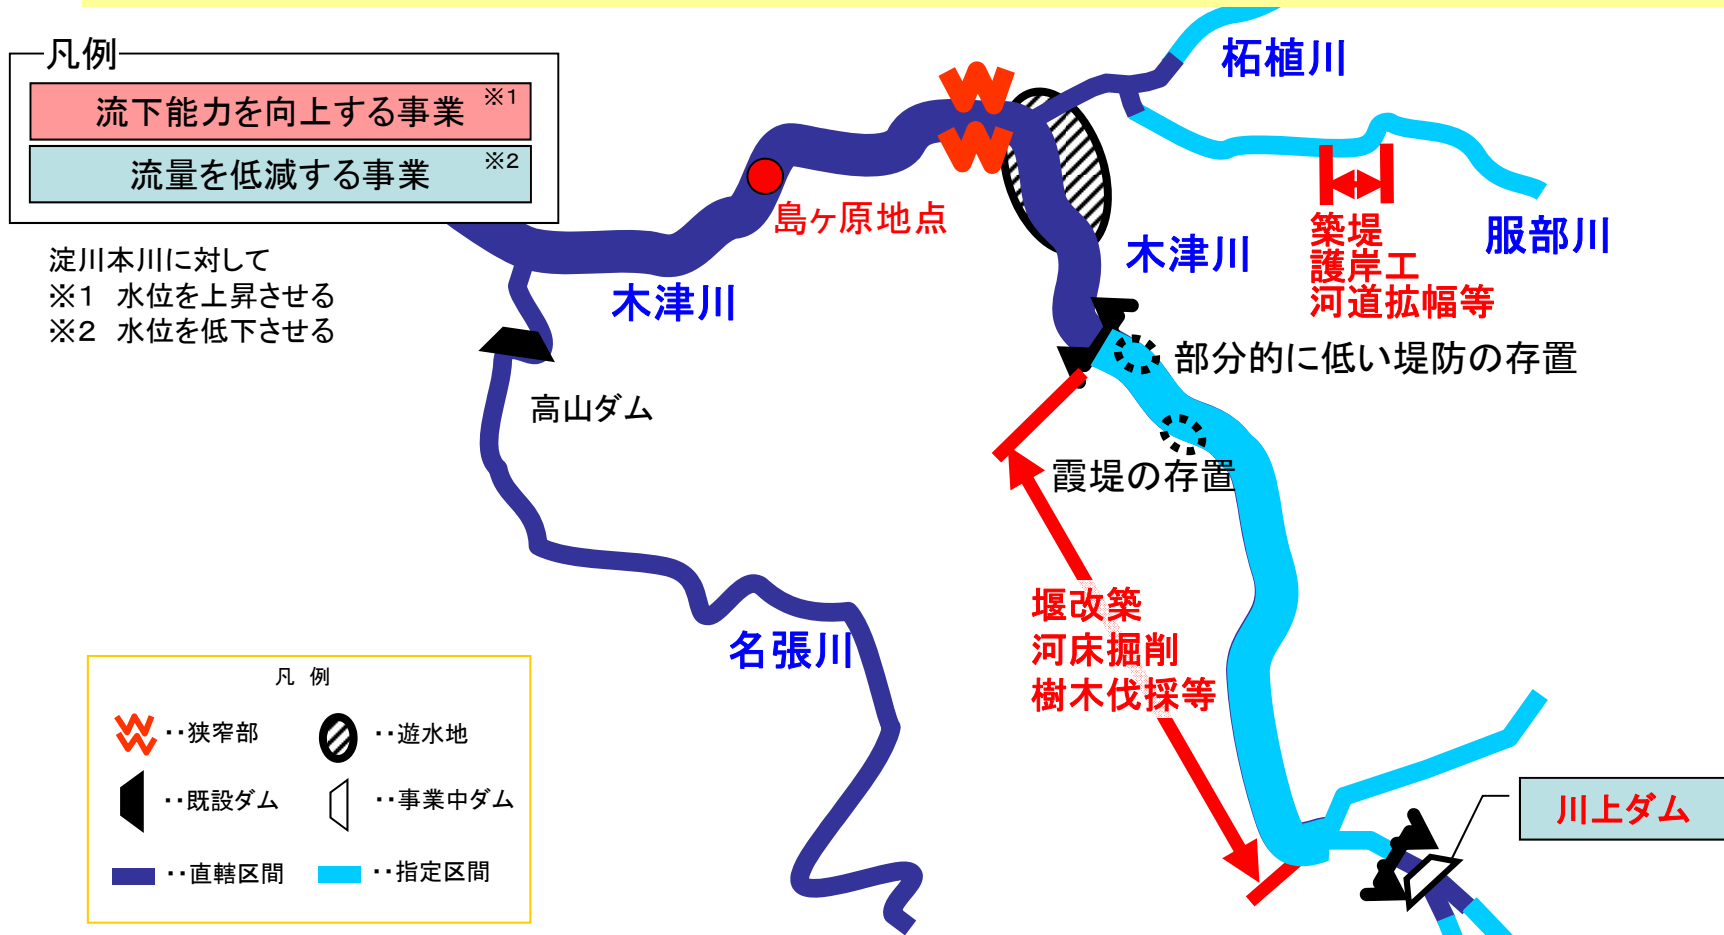 凡例
流下能力を向上する事業 ※1
流量を低減する事業 ※2
淀川本川に対して
※1 水位を上昇させる
※2 水位を低下させる
柘植川
服部川
築堤
護岸工
河道拡幅等
島ヶ原地点
木津川
木津川
部分的に低い堤防の存置
高山ダム
霞堤の存置
堰改築
河床掘削
樹木伐採等
名張川
川上ダム
凡 例
‥狭窄部
‥遊水地
‥既設ダム
‥事業中ダム
‥直轄区間
‥指定区間